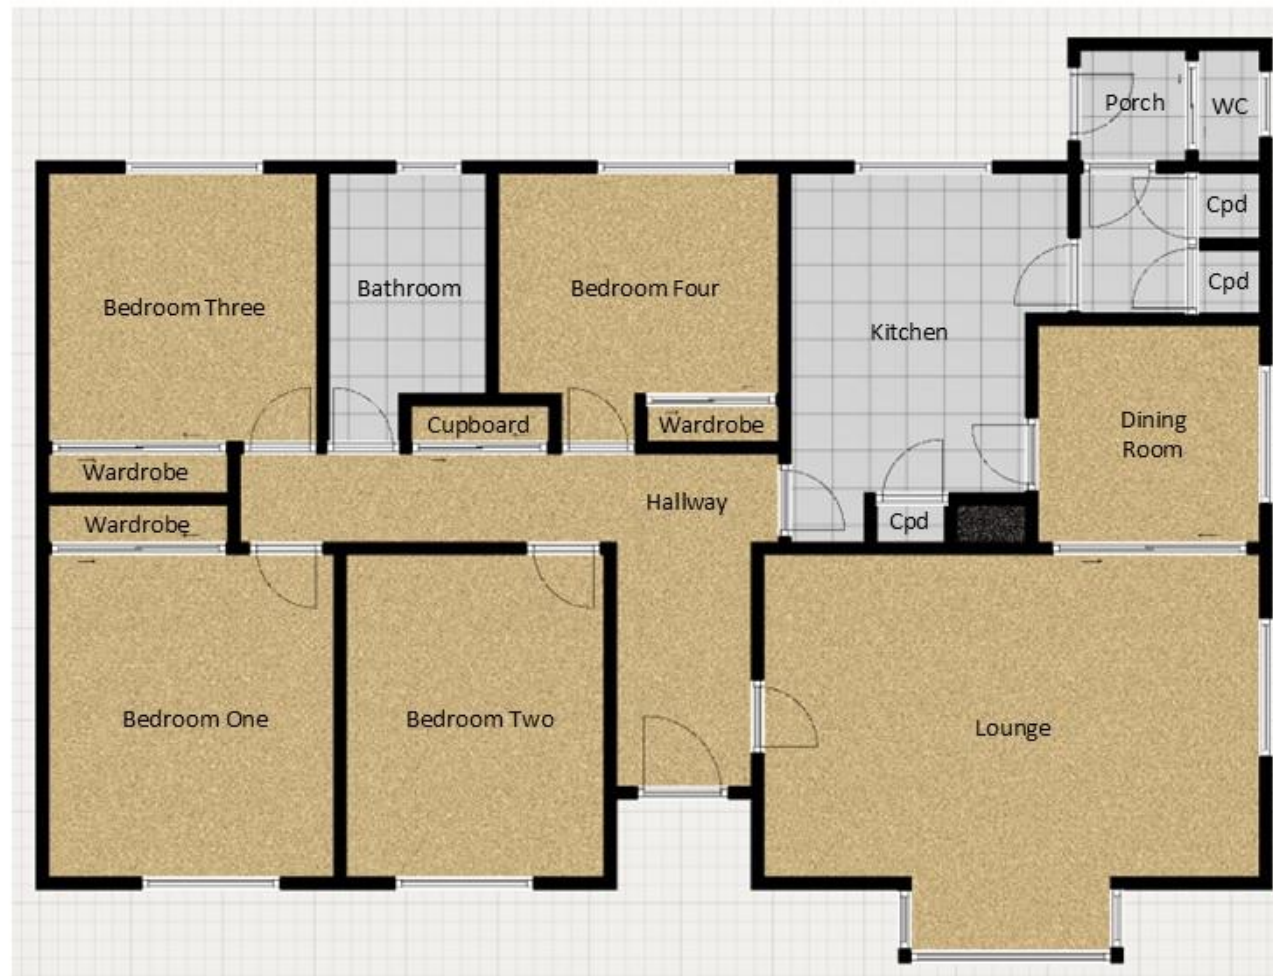 Porch
WC
Cpd
Cpd
Bedroom Three
Bathroom
Bedroom Four
Kitchen
Dining
Room
Cupboard
Wardrobe
Wardrobe
Hallway
Wardrobe
Cpd
Bedroom One
Bedroom Two
Lounge